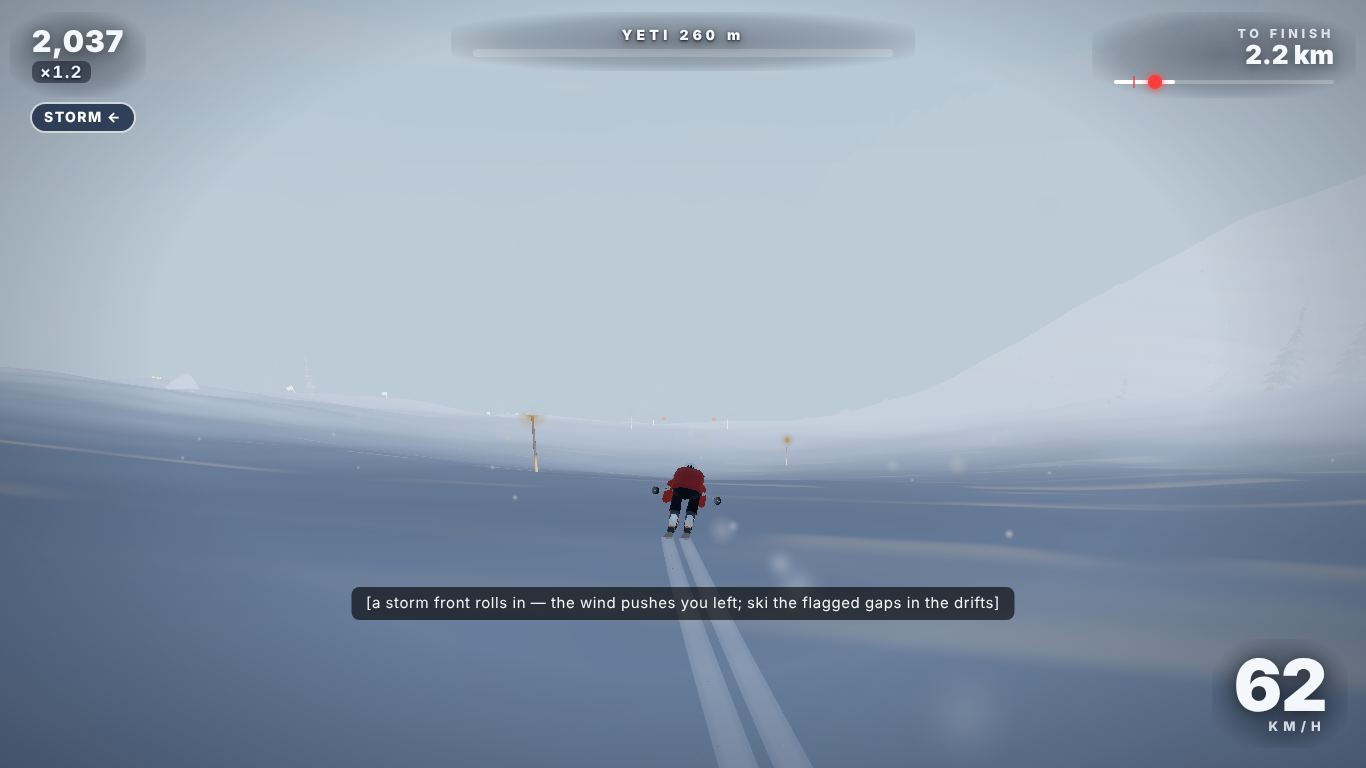 2,037
×1.2
STORM ←
YETI 260 m
TO FINISH
2.2 km
[a storm front rolls in — the wind pushes you left; ski the flagged gaps in the drifts]
62
KM/H